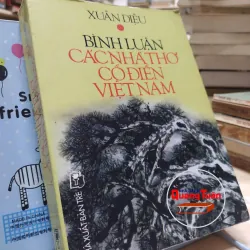 XUÂN DIỆU
BÌNH LUẬN
CÁC NHÀ THƠ
CỔ ĐIỂN
VIỆT NAM
NHÀ XUẤT BẢN TRẺ